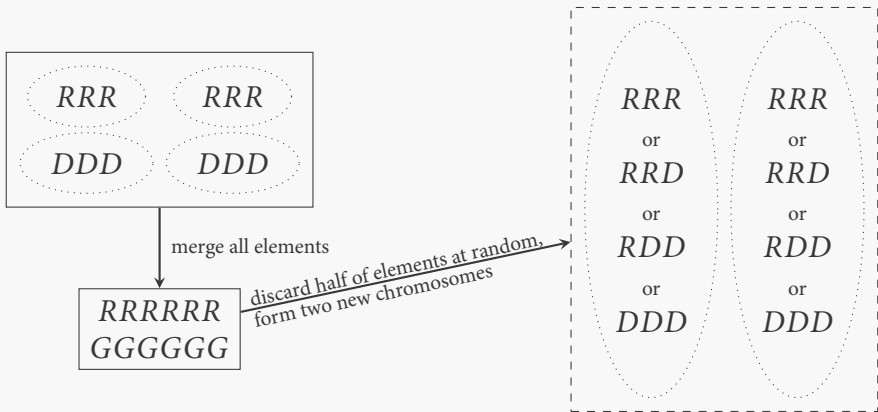 RRR RRR
DDD DDD
merge all elements
RRRRRR
GGGGGG
discard half of elements at random,
form two new chromosomes
RRR RRR
or or
RRD RRD
or or
RDD RDD
or or
DDD DDD